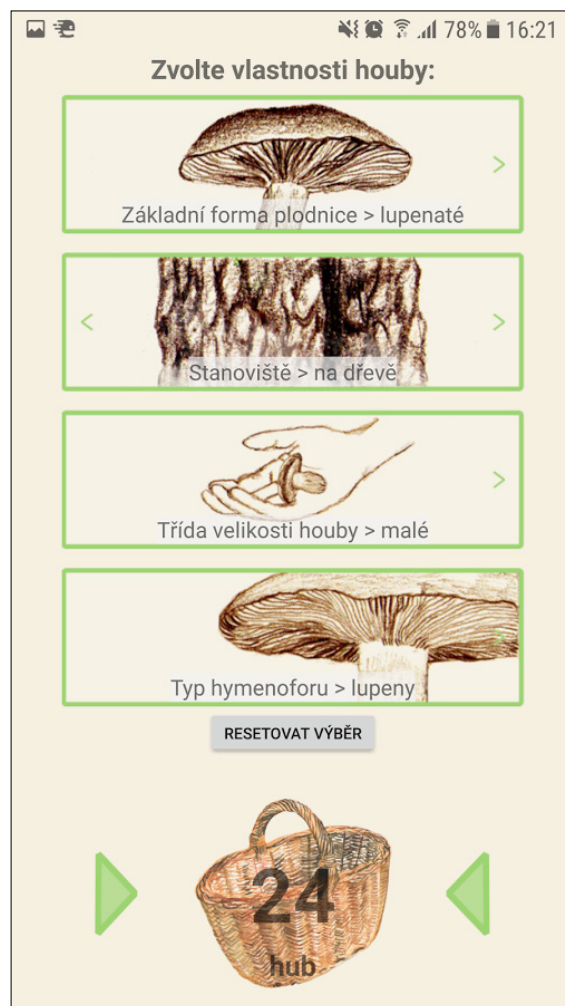 78% 16:21
Zvolte vlastnosti houby:
Základní forma plodnice > lupenaté
Stanoviště > na dřevě
Třída velikosti houby > malé
Typ hymenoforu > lupeny
RESETOVAT VÝBĚR
24
hub